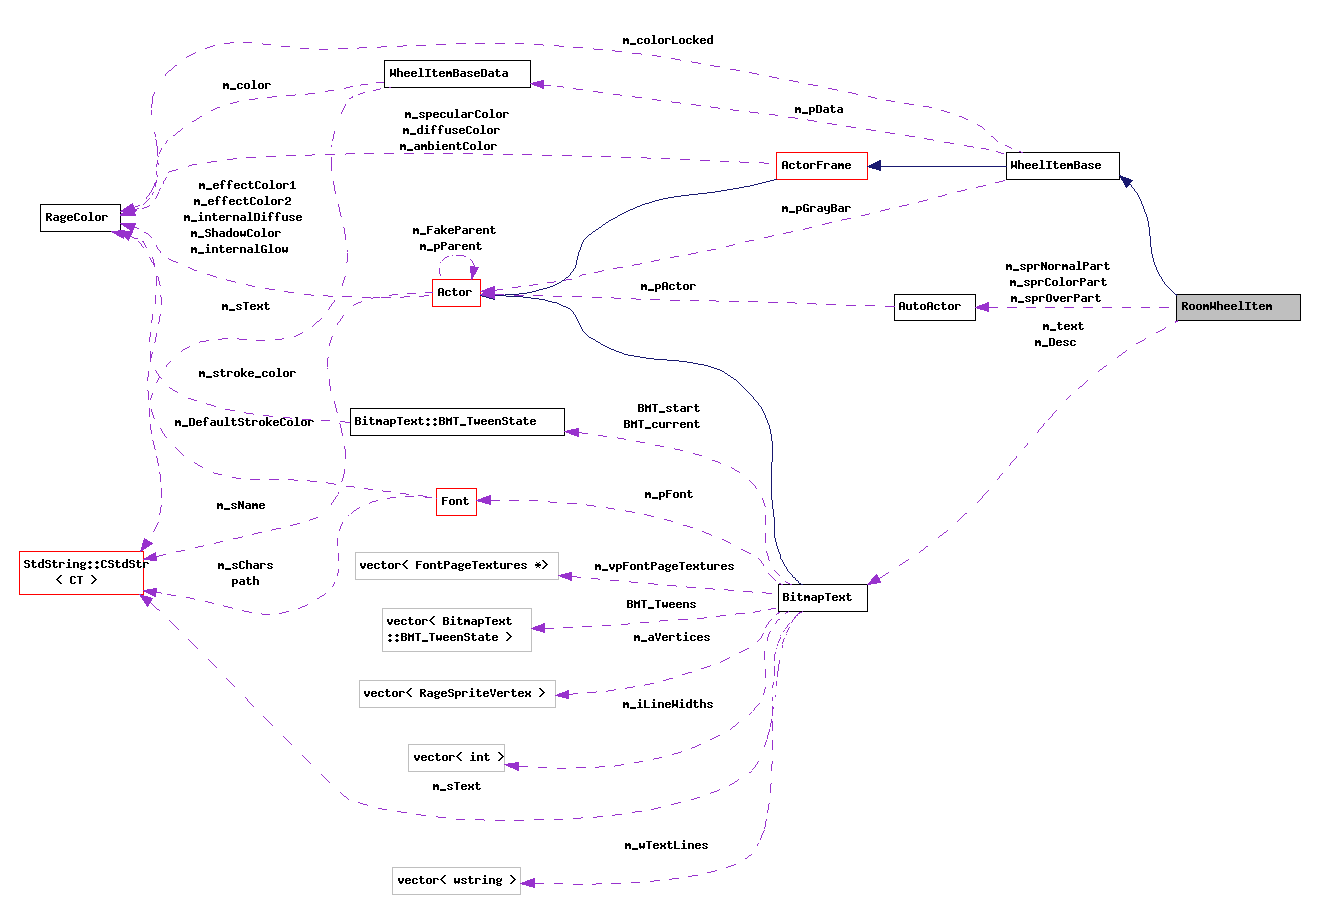 m_colorLocked
WheelItemBaseData
m_color
m_pData
m_specularColor
m_diffuseColor
m_ambientColor
ActorFrame
WheelItemBase
m_effectColor1
m_effectColor2
m_internalDiffuse
m_ShadowColor
m_internalGlow
RageColor
m_pGrayBar
m_FakeParent
m_pParent
m_sprNormalPart
m_sprColorPart
m_sprOverPart
Actor
m_pActor
AutoActor
RoomWheelItem
m_sText
m_text
m_Desc
m_stroke_color
BMT_start
BMT_current
m_DefaultStrokeColor
BitmapText::BMT_TweenState
m_pFont
Font
m_sName
StdString::CStdStr
< CT >
m_sChars
path
vector< FontPageTextures *>
m_vpFontPageTextures
BitmapText
BMT_Tweens
vector< BitmapText
::BMT_TweenState >
m_aVertices
vector< RageSpriteVertex >
m_iLineWidths
vector< int >
m_sText
m_wTextLines
vector< wstring >